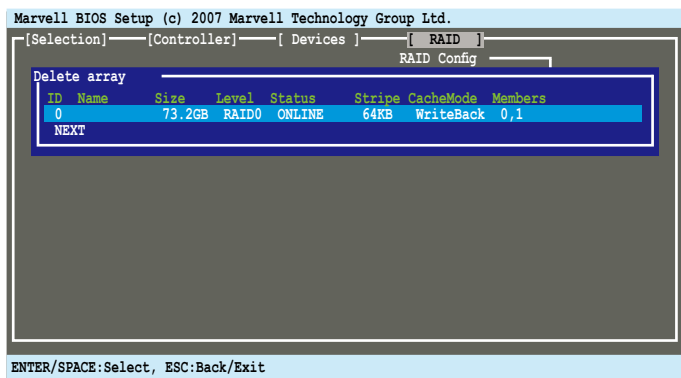 Marvell BIOS Setup (c) 2007 Marvell Technology Group Ltd.
[Selection] [Controller] [ Devices ] [ RAID ]
RAID Config
Delete array
ID Name Size Level Status Stripe CacheMode Members
0 73.2GB RAID0 ONLINE 64KB WriteBack 0,1
NEXT
ENTER/SPACE:Select, ESC:Back/Exit